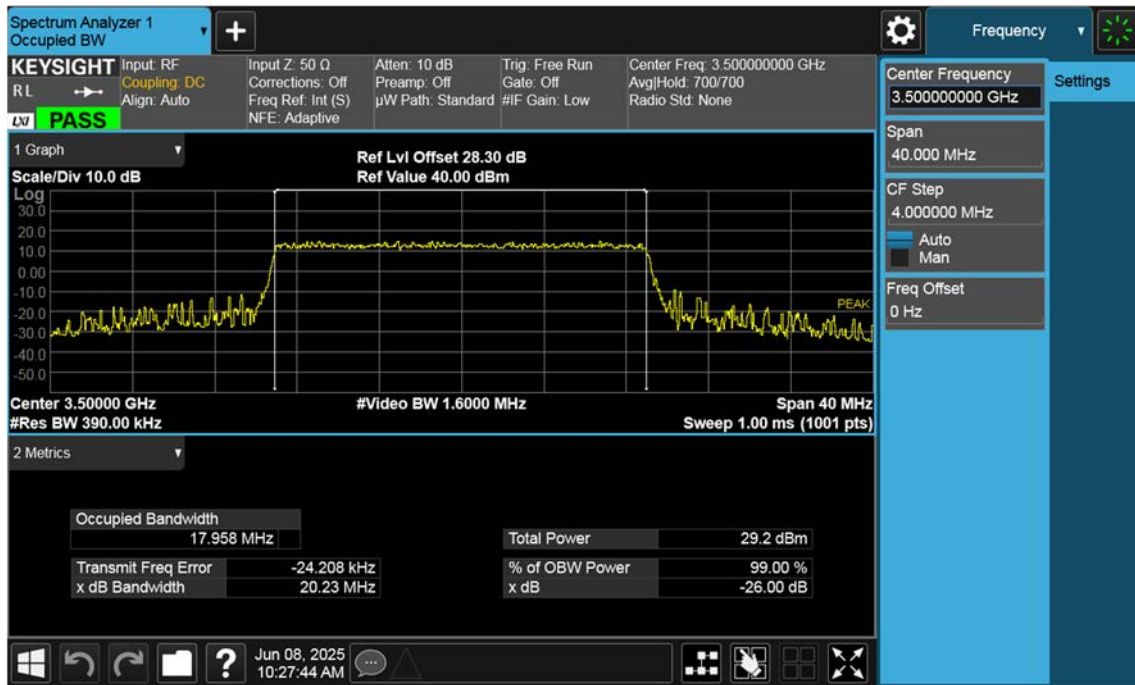 Spectrum Analyzer 1
Occupied BW
+
Frequency
KEYSIGHT
RL
LXI PASS
Input: RF
Coupling: DC
Align: Auto
Input Z: 50 Ω
Corrections: Off
Freq Ref: Int (S)
NFE: Adaptive
Atten: 10 dB
Preamp: Off
µW Path: Standard
Trig: Free Run
Gate: Off
#IF Gain: Low
Center Freq: 3.500000000 GHz
Avg|Hold: 700/700
Radio Std: None
Center Frequency
3.500000000 GHz
Settings
Span
40.000 MHz
CF Step
4.000000 MHz
Auto
Man
Freq Offset
0 Hz
1 Graph
Scale/Div 10.0 dB
Ref Lvl Offset 28.30 dB
Ref Value 40.00 dBm
Log
30.0
20.0
10.0
0.00
-10.0
-20.0
-30.0
-40.0
-50.0
PEAK
Center 3.50000 GHz
#Video BW 1.6000 MHz
Span 40 MHz
#Res BW 390.00 kHz
Sweep 1.00 ms (1001 pts)
2 Metrics
Occupied Bandwidth
17.958 MHz
Total Power 29.2 dBm
Transmit Freq Error -24.208 kHz
% of OBW Power 99.00 %
x dB Bandwidth 20.23 MHz
x dB -26.00 dB
?
Jun 08, 2025
10:27:44 AM